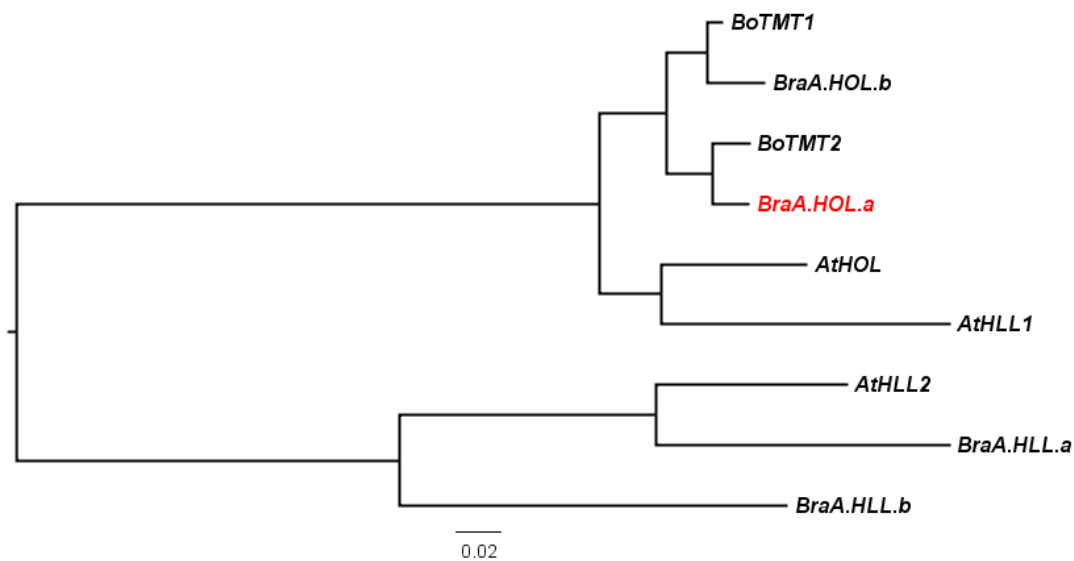 BoTMT1
BraA.HOL.b
BoTMT2
BraA.HOL.a
AtHOL
AtHLL1
AtHLL2
BraA.HLL.a
BraA.HLL.b
0.02